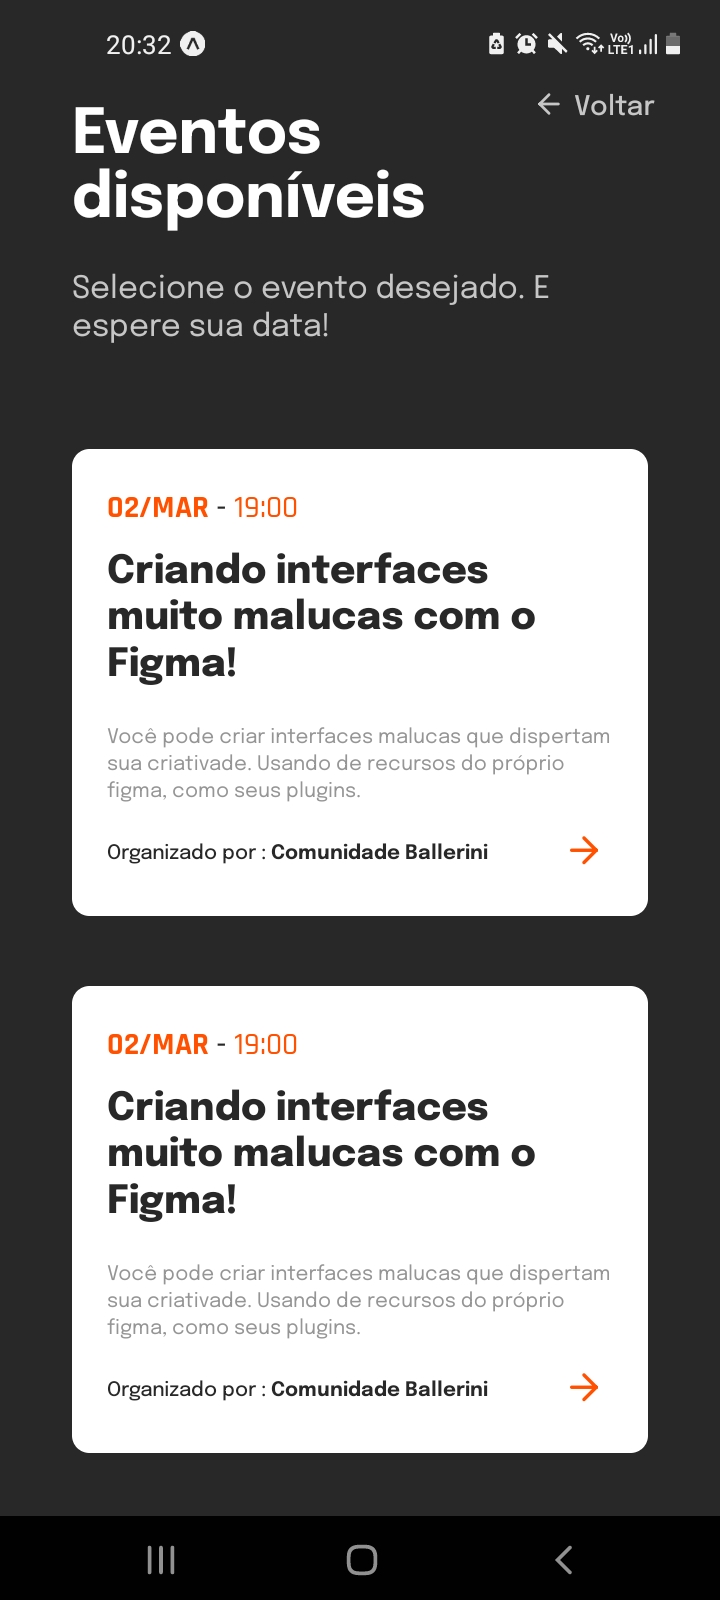 20:32
Vo))
LTE1
Voltar
Eventos
disponíveis
Selecione o evento desejado. E
espere sua data!
02/MAR - 19:00
Criando interfaces
muito malucas com o
Figma!
Você pode criar interfaces malucas que dispertam
sua criativade. Usando de recursos do próprio
figma, como seus plugins.
Organizado por : Comunidade Ballerini
02/MAR - 19:00
Criando interfaces
muito malucas com o
Figma!
Você pode criar interfaces malucas que dispertam
sua criativade. Usando de recursos do próprio
figma, como seus plugins.
Organizado por : Comunidade Ballerini